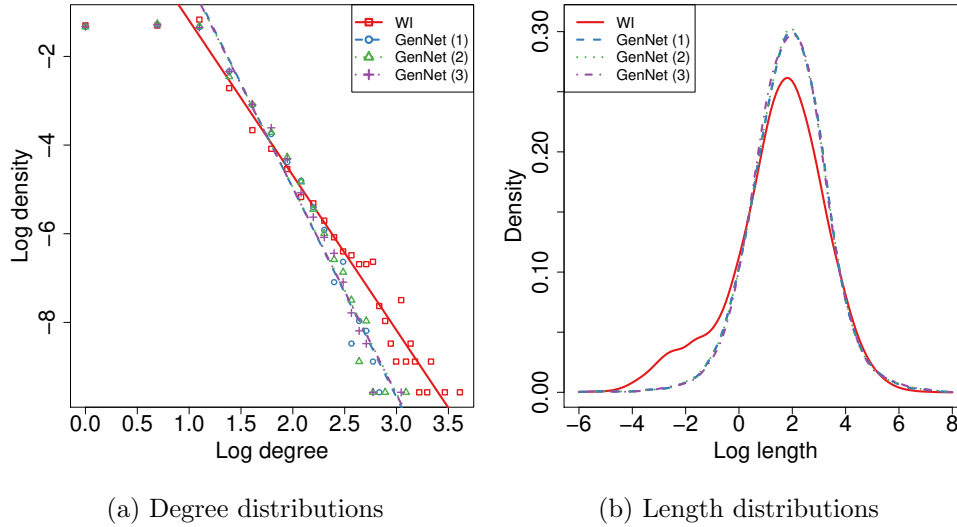 WI
GenNet (1)
GenNet (2)
GenNet (3)
Log density
−2
−4
−6
−8
0.0 0.5 1.0 1.5 2.0 2.5 3.0 3.5
Log degree
(a) Degree distributions
WI
GenNet (1)
GenNet (2)
GenNet (3)
Density
0.30
0.20
0.10
0.00
−6 −4 −2 0 2 4 6 8
Log length
(b) Length distributions